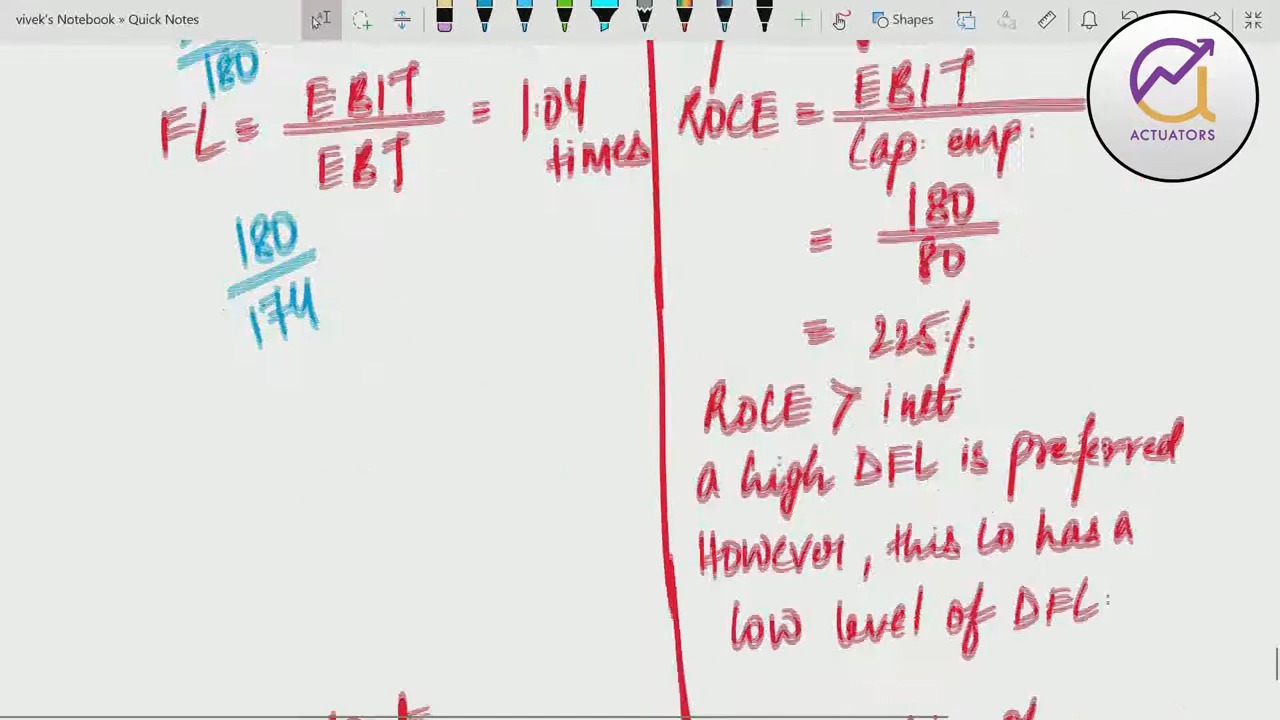 vivek's Notebook » Quick Notes
Shapes
ACTUATORS
180
FL = EBIT / EBT = 1.04 times
180 / 174
ROCE = EBIT / Cap. emp.
= 180 / 80
= 225%
ROCE > int
a high DFL is preferred
However, this co has a
low level of DFL.